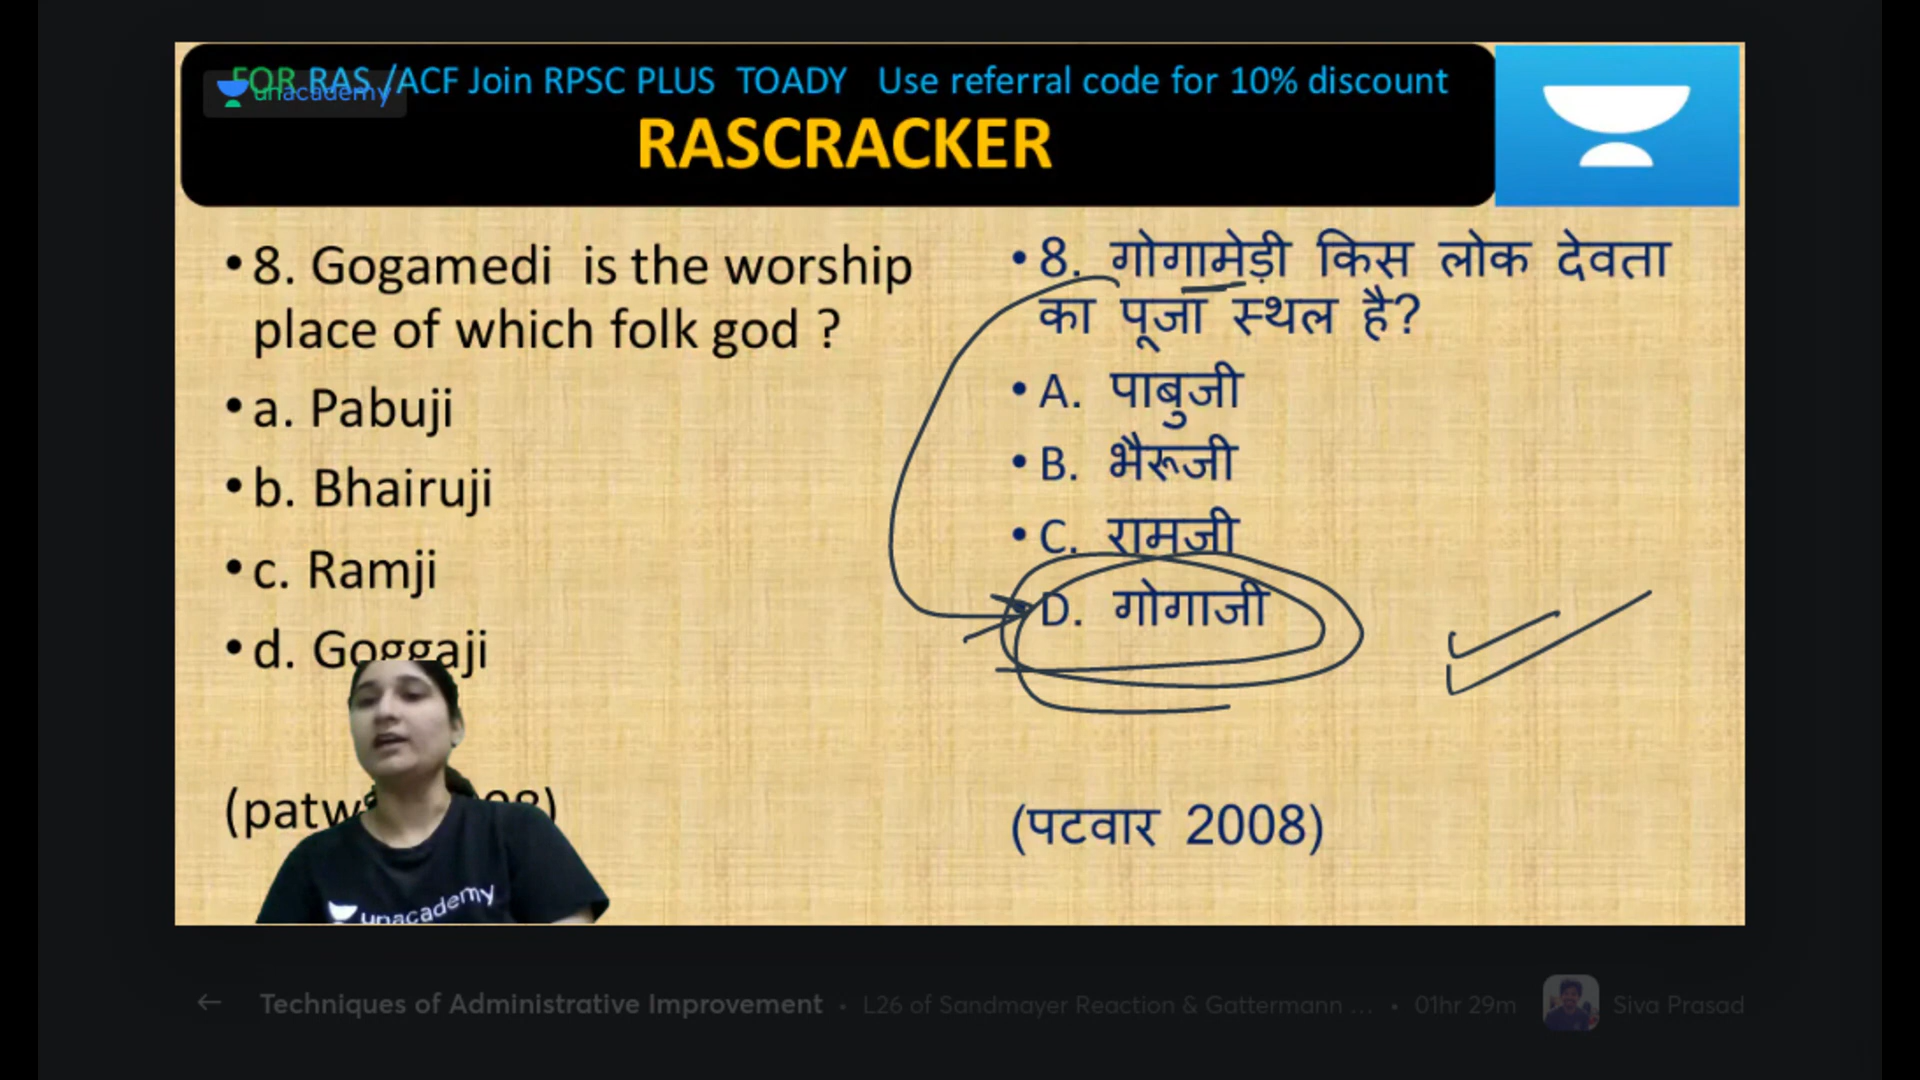 FOR RAS /ACF Join RPSC PLUS TOADY Use referral code for 10% discount
unacademy
RASCRACKER
•8. Gogamedi is the worship
place of which folk god ?
•a. Pabuji
•b. Bhairuji
•c. Ramji
•d. Goggaji
•8. गोगामेड़ी किस लोक देवता
का पूजा स्थल है?
•A. पाबुजी
•B. भैरूजी
•C. रामजी
•D. गोगाजी
(पटवार 2008)
unacademy
Techniques of Administrative Improvement • L26 of Sandmayer Reaction & Gattermann ... • 01hr 29m Siva Prasad